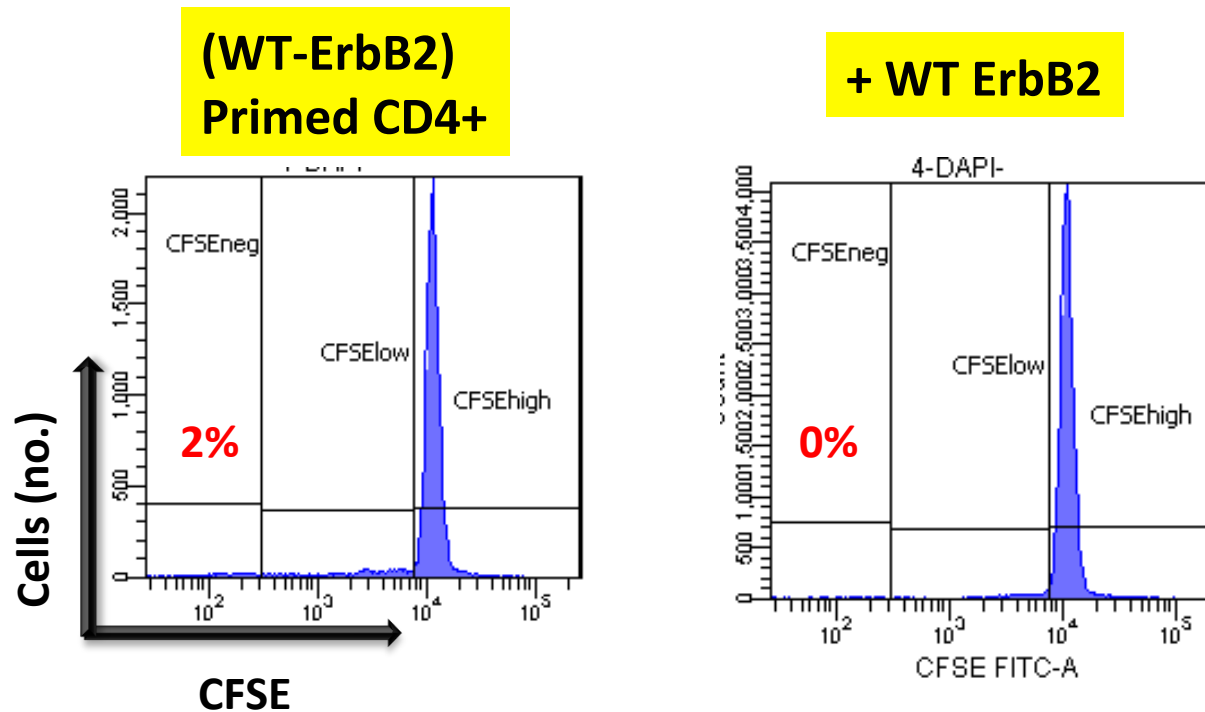 (WT-ErbB2)
Primed CD4+
+ WT ErbB2
CFSEneg
CFSElow
CFSEhigh
2%
2,000
1,500
1,000
500
0
10² 10³ 10⁴ 10⁵
Cells (no.)
CFSE
4-DAPI-
CFSEneg
CFSElow
CFSEhigh
0%
4,000
3,500
3,000
2,500
2,000
1,500
1,000
500
0
10² 10³ 10⁴ 10⁵
CFSE FITC-A